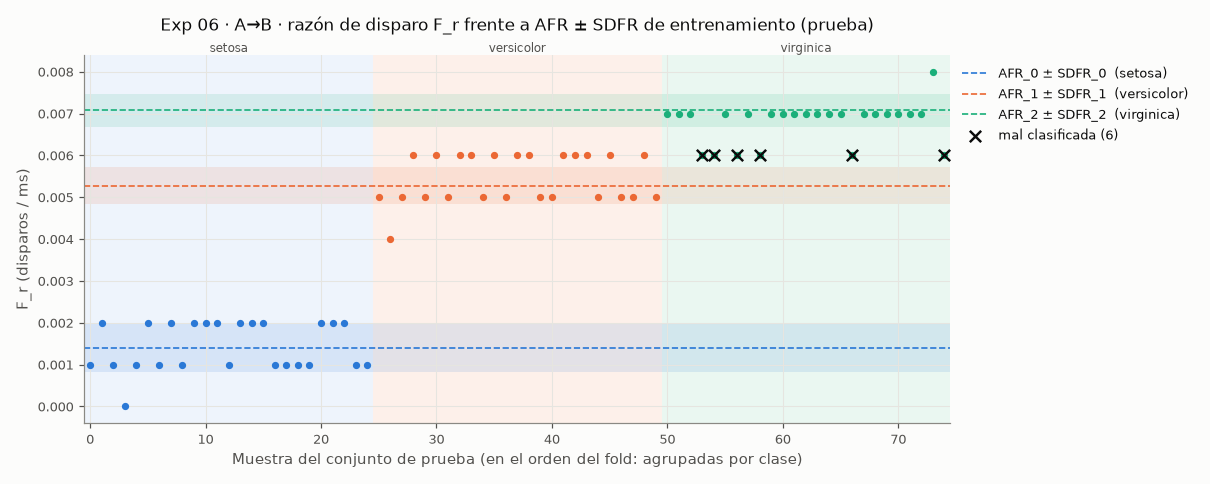 Exp 06 · A→B · razón de disparo F_r frente a AFR ± SDFR de entrenamiento (prueba)
setosa
versicolor
virginica
0.008
0.007
0.006
0.005
0.004
0.003
0.002
0.001
0.000
F_r (disparos / ms)
0
10
20
30
40
50
60
70
Muestra del conjunto de prueba (en el orden del fold: agrupadas por clase)
AFR_0 ± SDFR_0 (setosa)
AFR_1 ± SDFR_1 (versicolor)
AFR_2 ± SDFR_2 (virginica)
mal clasificada (6)